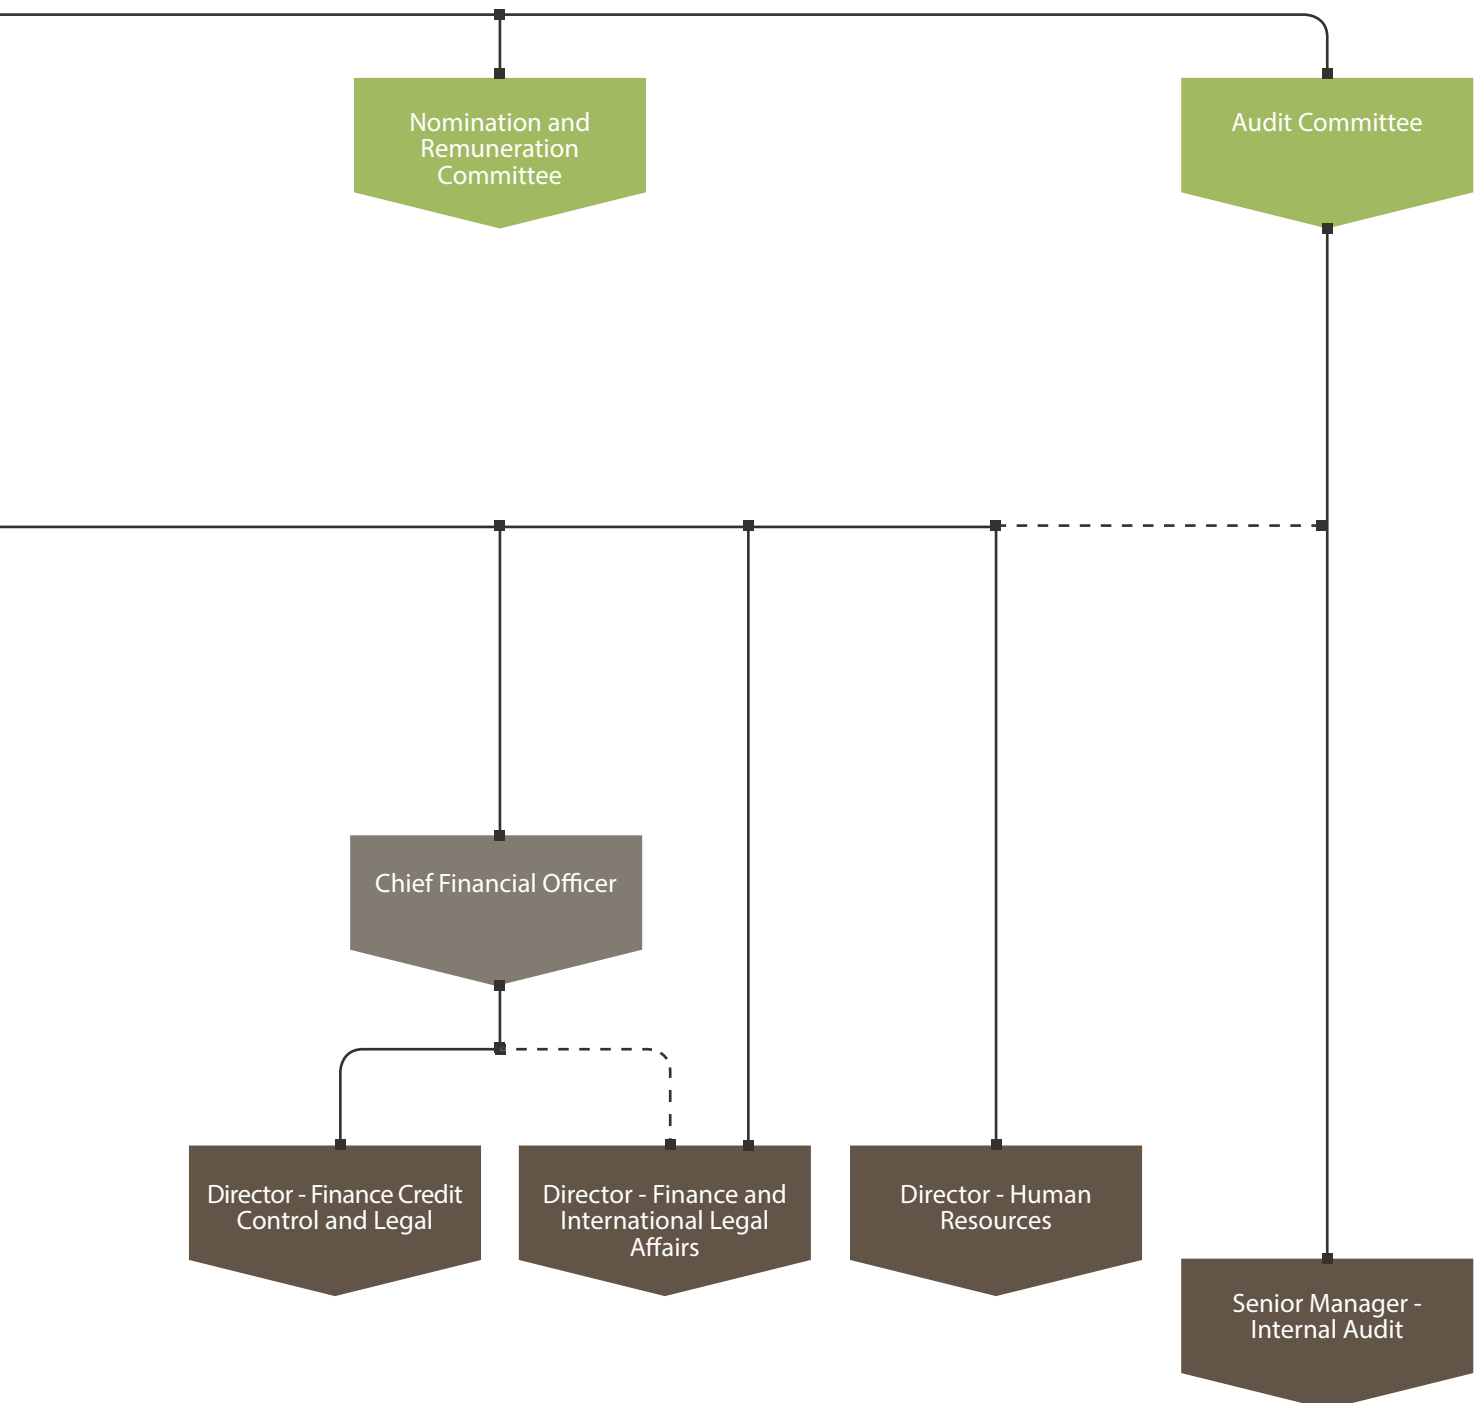 Nomination and
Remuneration
Committee
Audit Committee
Chief Financial Officer
Director - Finance Credit
Control and Legal
Director - Finance and
International Legal
Affairs
Director - Human
Resources
Senior Manager -
Internal Audit